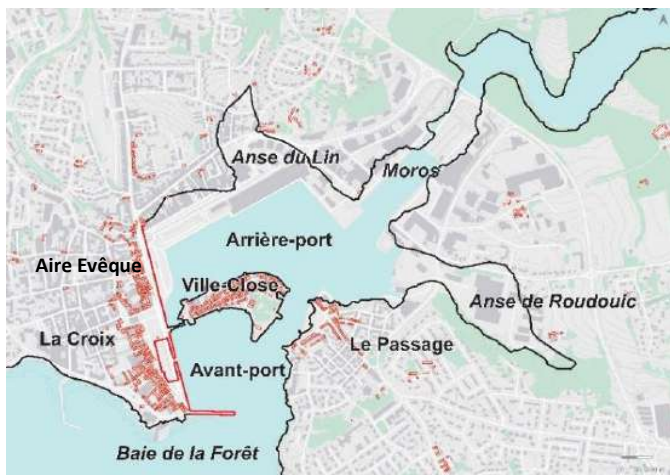 Anse du Lin
Moros
Arrière-port
Aire Evêque
Ville-Close
Anse de Roudouic
La Croix
Le Passage
Avant-port
Baie de la Forêt